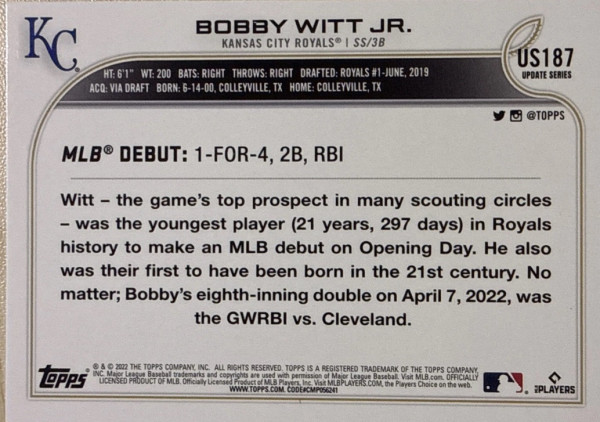 KC
BOBBY WITT JR.
KANSAS CITY ROYALS® | SS/3B
US187
UPDATE SERIES
HT: 6'1" WT: 200 BATS: RIGHT THROWS: RIGHT DRAFTED: ROYALS #1-JUNE, 2019
ACQ: VIA DRAFT BORN: 6-14-00, COLLEYVILLE, TX HOME: COLLEYVILLE, TX
@TOPPS
MLB® DEBUT: 1-FOR-4, 2B, RBI
Witt – the game's top prospect in many scouting circles
– was the youngest player (21 years, 297 days) in Royals
history to make an MLB debut on Opening Day. He also
was their first to have been born in the 21st century. No
matter; Bobby's eighth-inning double on April 7, 2022, was
the GWRBI vs. Cleveland.
topps
® & © 2022 THE TOPPS COMPANY, INC. ALL RIGHTS RESERVED. TOPPS IS A REGISTERED TRADEMARK OF THE TOPPS COMPANY,
INC. Major League Baseball trademarks and copyrights are used with permission of Major League Baseball. Visit MLB.com. OFFICIALLY
LICENSED PRODUCT OF MLB. Officially Licensed Product of MLB Players, Inc. Visit MLBPLAYERS.COM, the Players Choice on the web.
WWW.TOPPS.COM. CODE#CMP056241
MLB PLAYERS